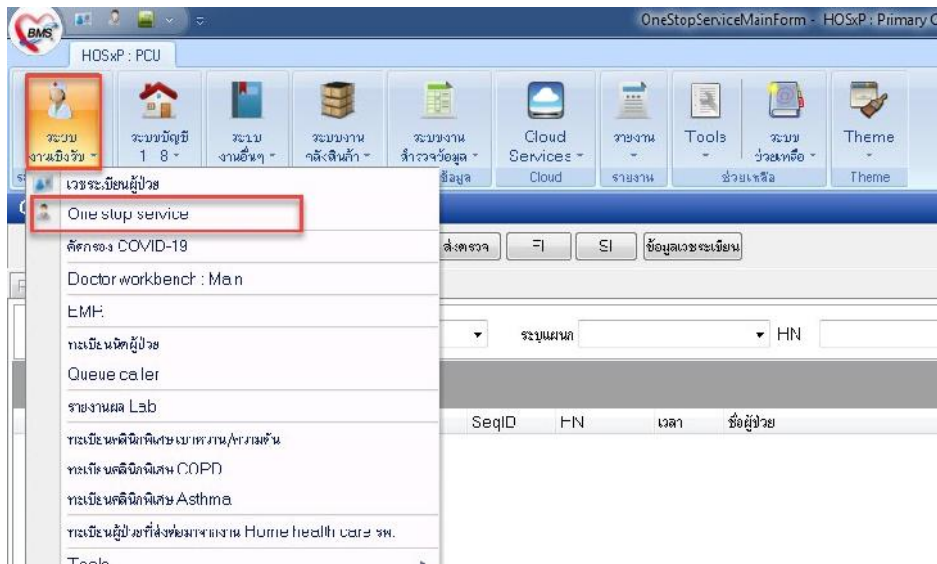 BMS
OneStopServiceMainForm - HOSxP : Primary C
HOSxP : PCU
ระบบ งานเชิงรับ
ระบบบัญชี 1 8
ระบบ งานอื่นๆ
ระบบงาน คลังสินค้า
ระบบงาน สำรวจข้อมูล
Cloud Services
รายงาน
Tools
ระบบ ช่วยเหลือ
Theme
ข้อมูล
Cloud
รายงาน
ช่วยเหลือ
Theme
เวชระเบียนผู้ป่วย
One stop service
คัดกรอง COVID-19
ส่งตรวจ
ข้อมูลเวชระเบียน
Doctor workbench : Main
EMR
ทะเบียนนัดผู้ป่วย
ระบุแผนก
HN
Queue caller
รายงานผล Lab
SeqID HN เวลา ชื่อผู้ป่วย
ทะเบียนคลินิกพิเศษ เบาหวาน/ความดัน
ทะเบียนคลินิกพิเศษ COPD
ทะเบียนคลินิกพิเศษ Asthma
ทะเบียนผู้ป่วยที่ส่งต่อมาจากงาน Home health care รพ.
Tools